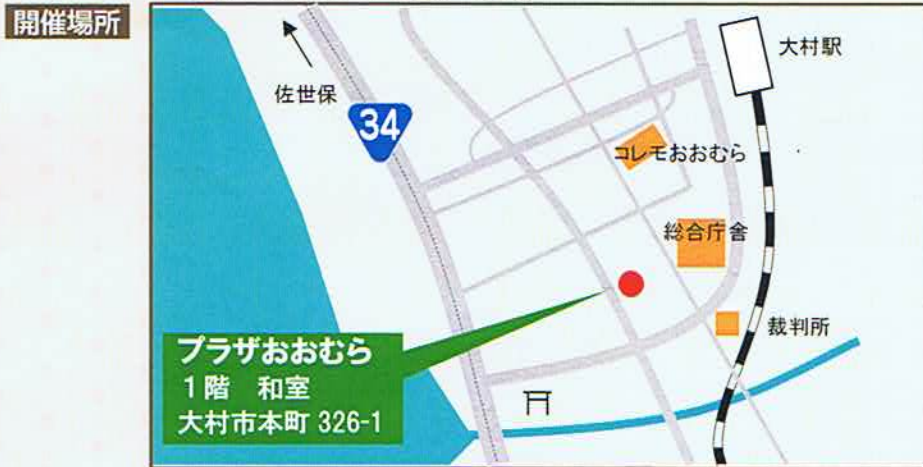 開催場所
大村駅
佐世保
34
コレモおおむら
総合庁舎
裁判所
プラザおおむら
1階 和室
大村市本町 326-1